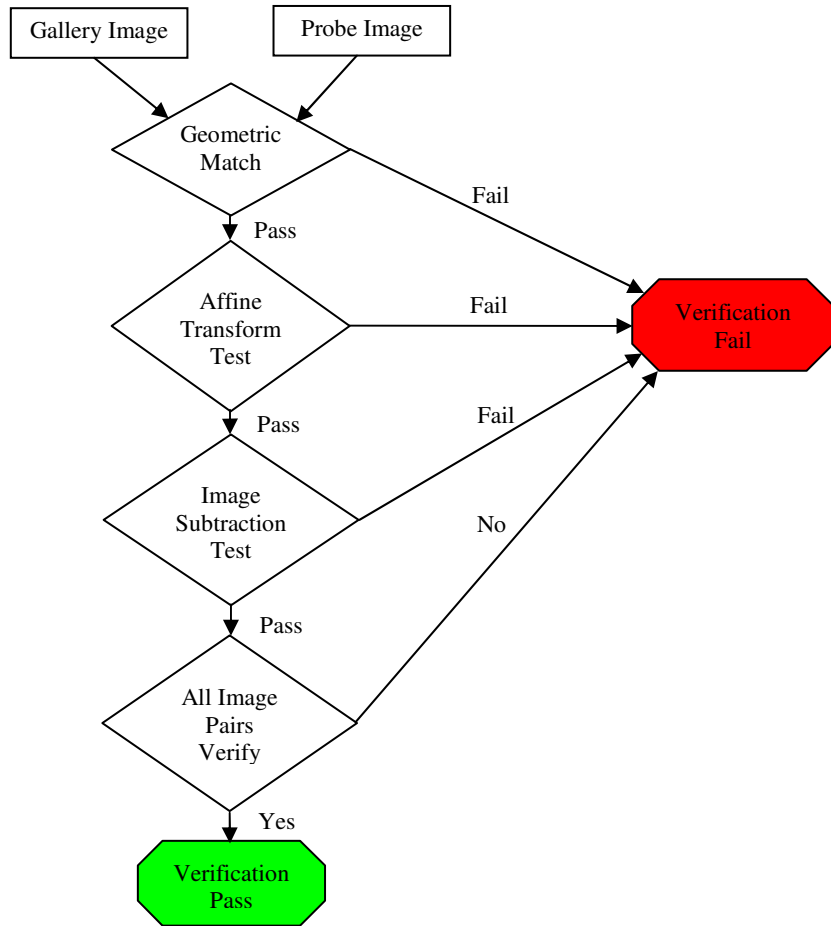 Gallery Image
Probe Image
Geometric
Match
Fail
Pass
Affine
Transform
Test
Fail
Verification
Fail
Pass
Fail
Image
Subtraction
Test
No
Pass
All Image
Pairs
Verify
Yes
Verification
Pass